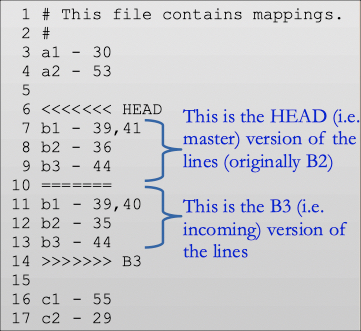 1 # This file contains mappings.
2 #
3 a1 - 30
4 a2 - 53
5
6 <<<<<<< HEAD
7 b1 - 39,41
8 b2 - 36
9 b3 - 44
10 =======
11 b1 - 39,40
12 b2 - 35
13 b3 - 44
14 >>>>>>> B3
15
16 c1 - 55
17 c2 - 29
This is the HEAD (i.e.
master) version of the
lines (originally B2)
This is the B3 (i.e.
incoming) version of
the lines